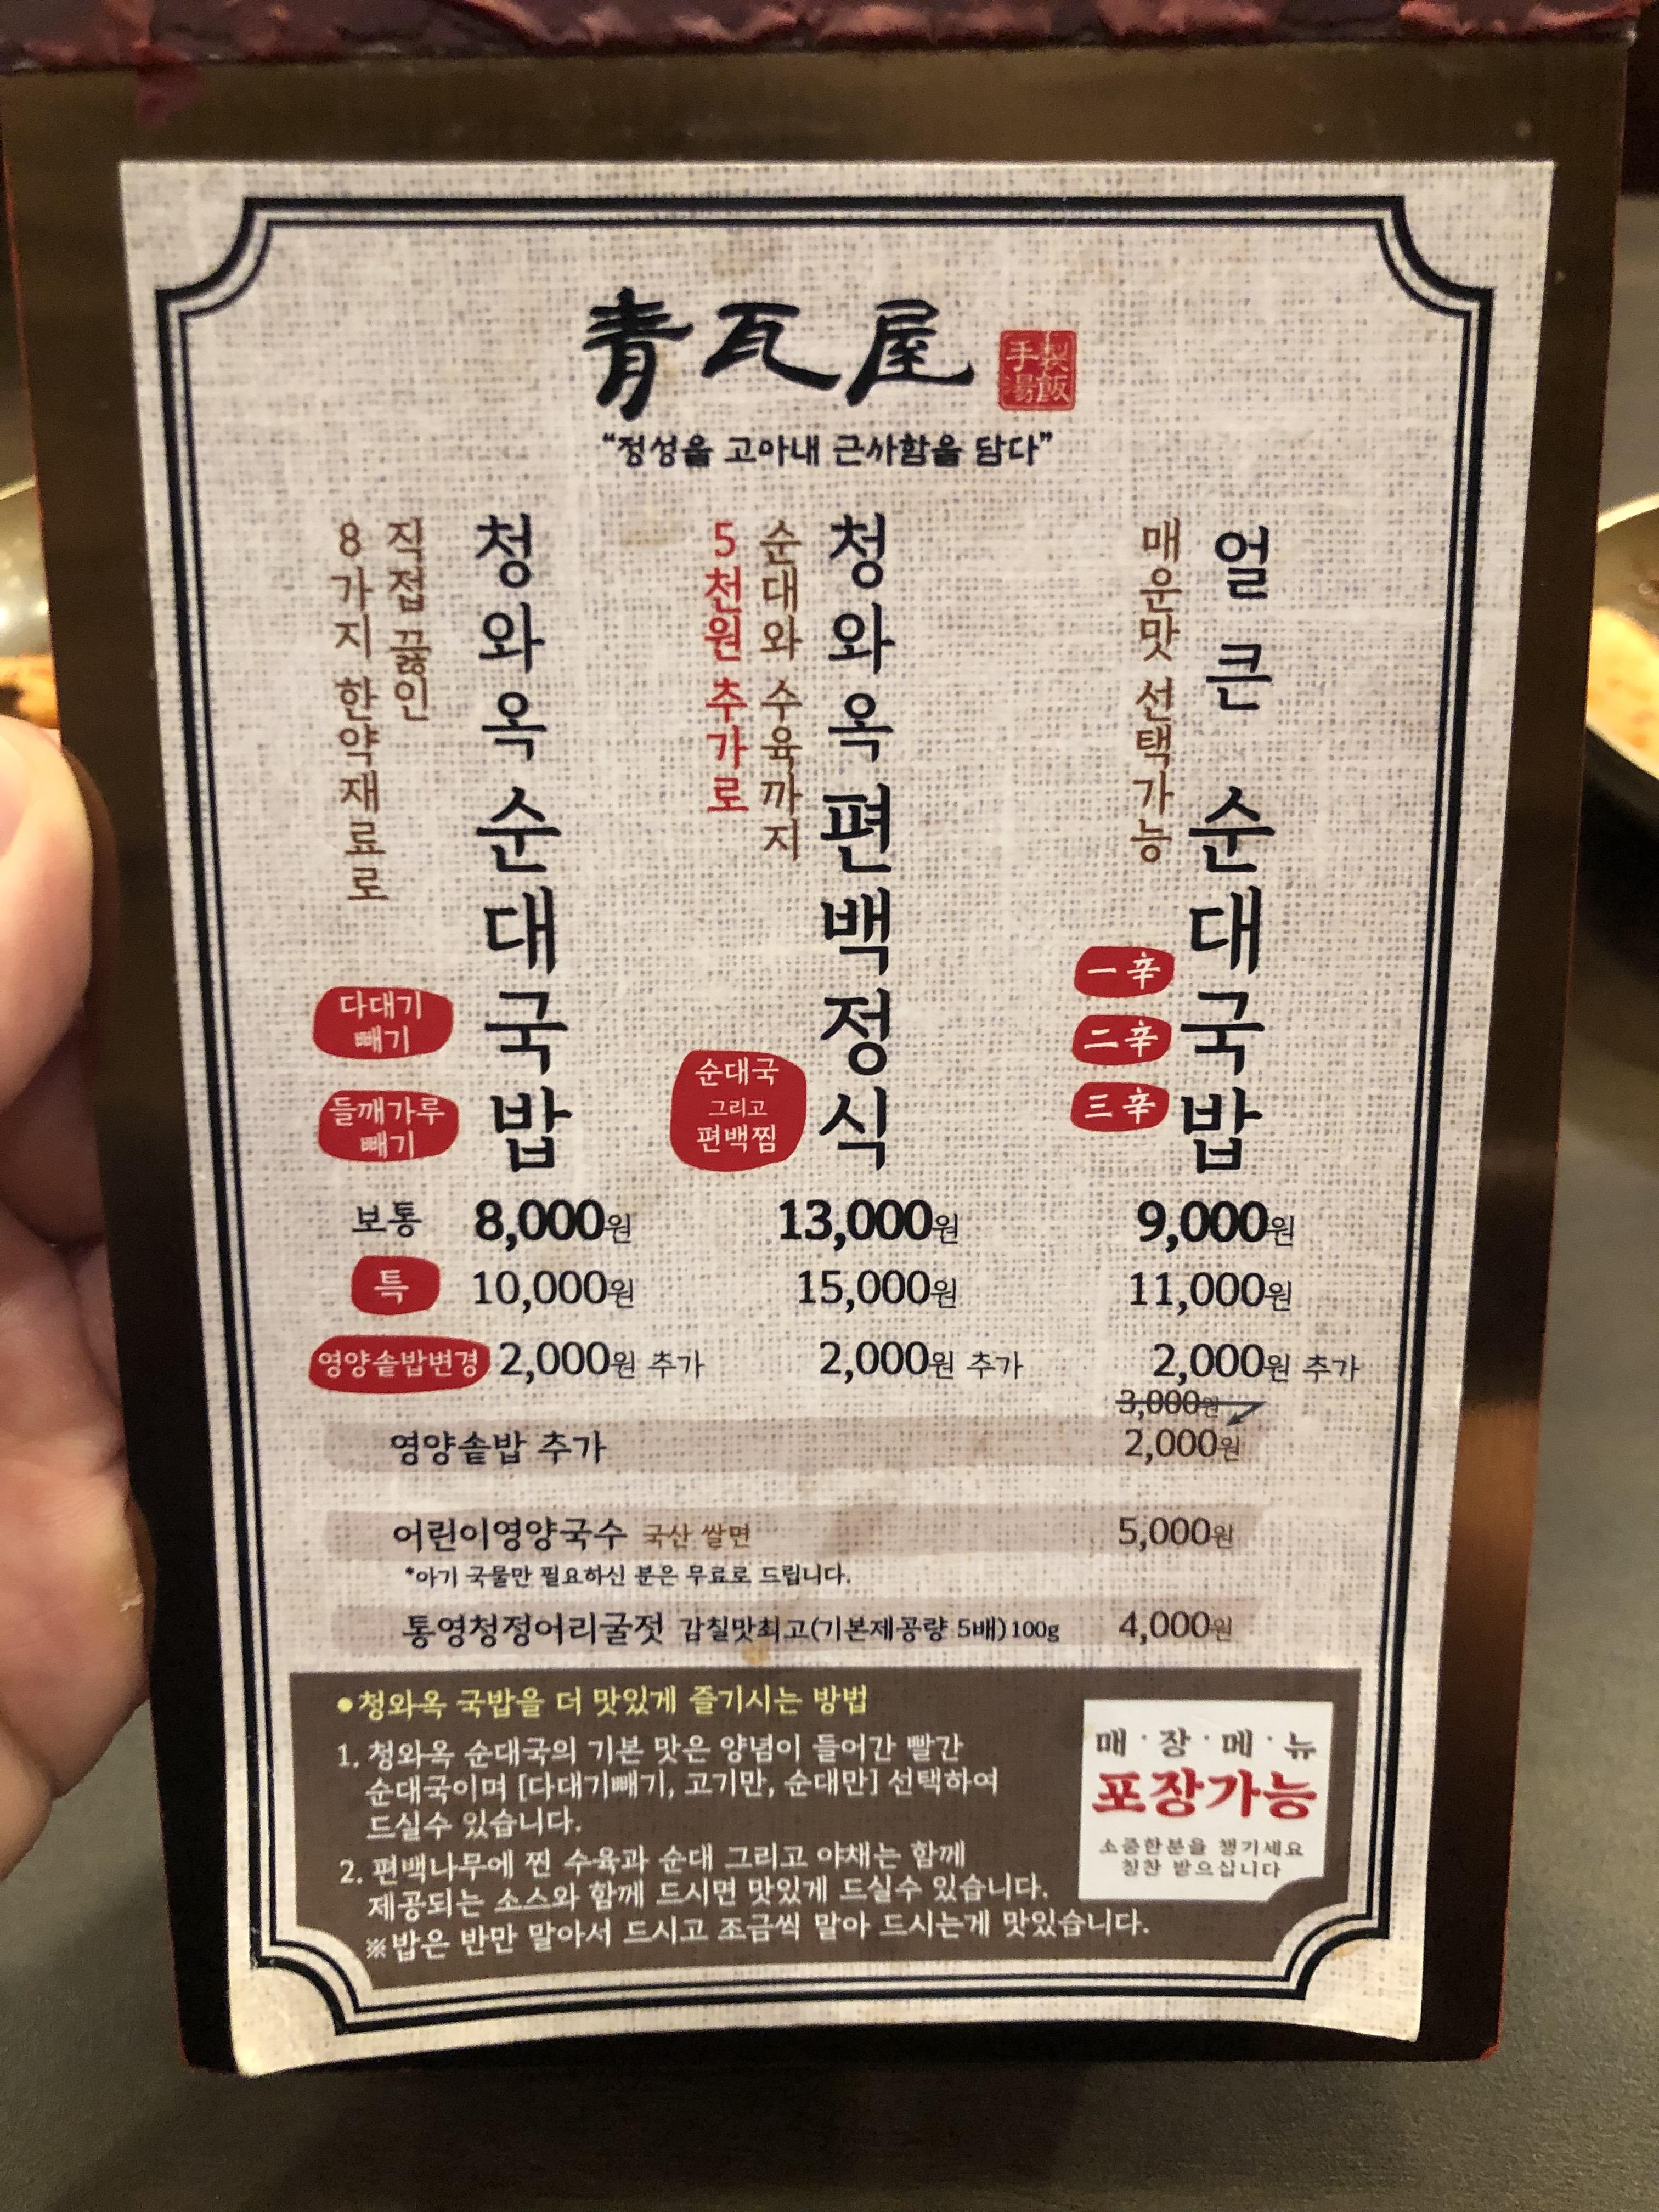 青瓦屋
手製
湯飯
“정성을 고아내 근사함을 담다”
청와옥 순대국밥
직접 끓인
8가지 한약재료로
다대기
빼기
들깨가루
빼기
청와옥 편백정식
순대와 수육까지
5천원 추가로
순대국
그리고
편백찜
얼큰 순대국밥
매운맛 선택가능
一辛
二辛
三辛
보통 8,000원 13,000원 9,000원
특 10,000원 15,000원 11,000원
영양솥밥변경 2,000원 추가 2,000원 추가 2,000원 추가
3,000원
영양솥밥 추가 2,000원
어린이영양국수 국산 쌀면 5,000원
*아기 국물만 필요하신 분은 무료로 드립니다.
통영청정어리굴젓 감칠맛최고(기본제공량 5배)100g 4,000원
●청와옥 국밥을 더 맛있게 즐기시는 방법
1. 청와옥 순대국의 기본 맛은 양념이 들어간 빨간
순대국이며 [다대기빼기, 고기만, 순대만] 선택하여
드실수 있습니다.
2. 편백나무에 찐 수육과 순대 그리고 야채는 함께
제공되는 소스와 함께 드시면 맛있게 드실수 있습니다.
※밥은 반만 말아서 드시고 조금씩 말아 드시는게 맛있습니다.
매·장·메·뉴
포장가능
소중한분을 챙기세요
칭찬 받으십니다